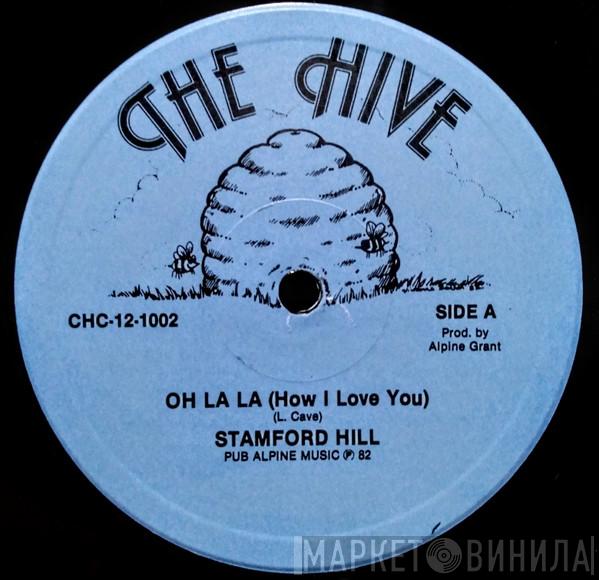 THE HIVE
CHC-12-1002
SIDE A
Prod. by
Alpine Grant
OH LA LA (How I Love You)
(L. Cave)
STAMFORD HILL
PUB ALPINE MUSIC Ⓟ 82
МАРКЕТ ВИНИЛА